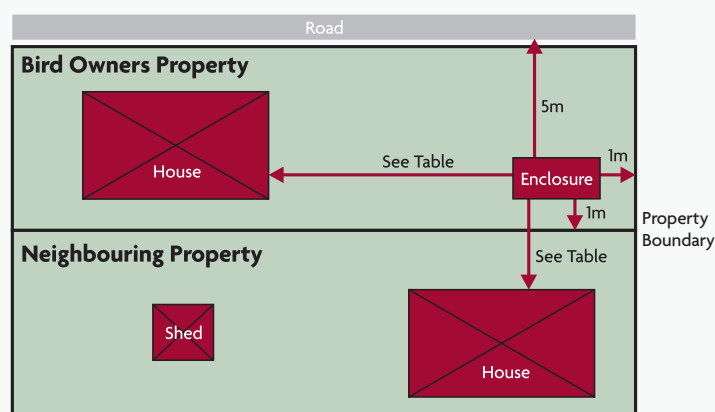 Road
Bird Owners Property
5m
See Table
1m
House
Enclosure
1m
Property
Boundary
Neighbouring Property
See Table
Shed
House